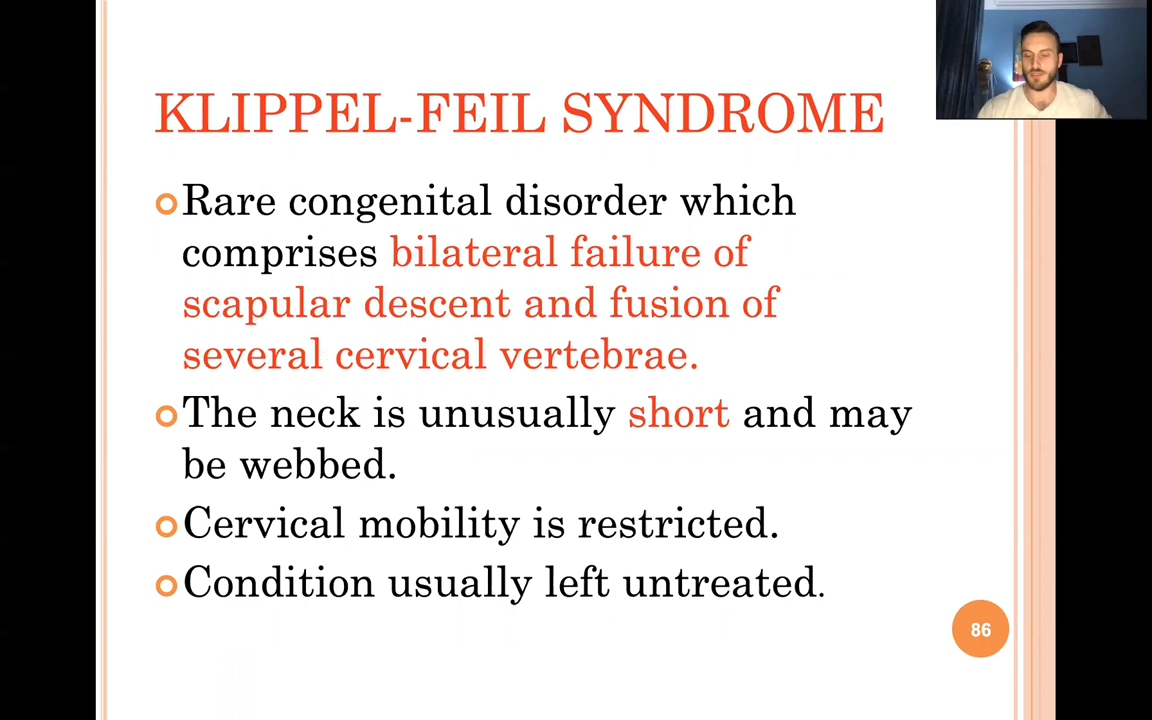 KLIPPEL-FEIL SYNDROME
Rare congenital disorder which
comprises bilateral failure of
scapular descent and fusion of
several cervical vertebrae.
The neck is unusually short and may
be webbed.
Cervical mobility is restricted.
Condition usually left untreated.
86